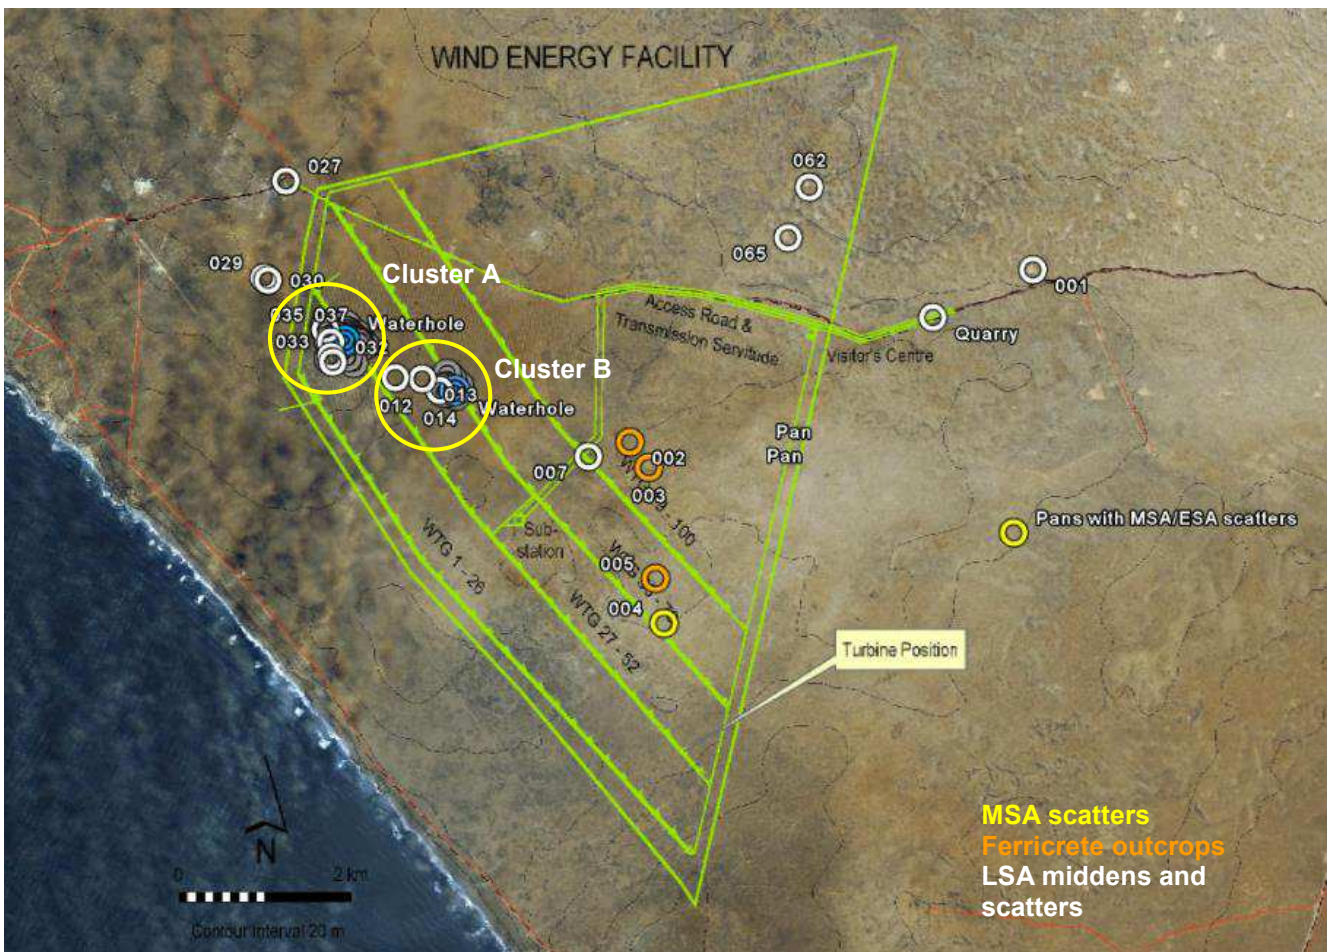 WIND ENERGY FACILITY
027
062
065
029
030
Cluster A
001
035
037
Waterhole
033
032
Access Road &
Transmission Servitude
Quarry
Visitor's Centre
Cluster B
012
013
014
Waterhole
Pan
Pan
007
002
003
Pans with MSA/ESA scatters
Sub-
station
WTG 1 - 26
WTG 27 - 52
100
005
004
Turbine Position
N
0
2 km
Contour Interval 20 m
MSA scatters
Ferricrete outcrops
LSA middens and
scatters